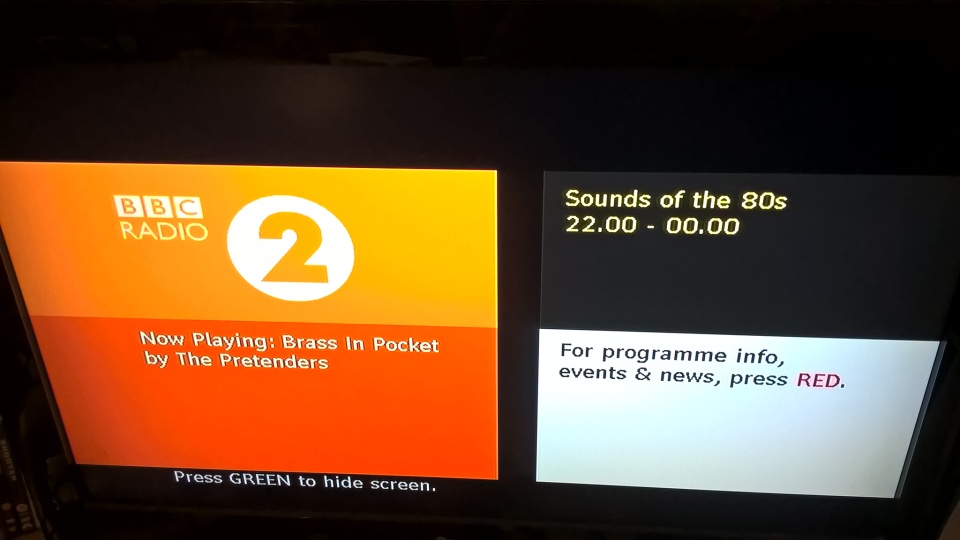 BBC
RADIO
2
Now Playing: Brass In Pocket
by The Pretenders
Press GREEN to hide screen.
Sounds of the 80s
22.00 - 00.00
For programme info,
events & news, press RED.